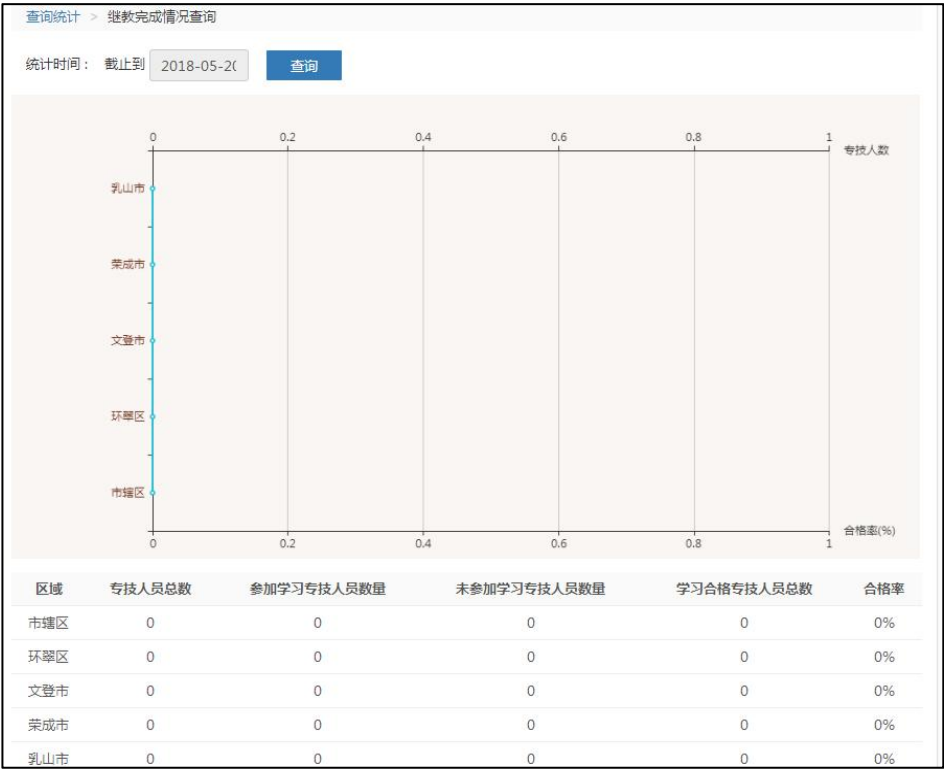 查询统计 > 继教完成情况查询
统计时间： 截止到 2018-05-20 查询
0 0.2 0.4 0.6 0.8 1
专技人数
乳山市
荣成市
文登市
环翠区
市辖区
合格率(%)
0 0.2 0.4 0.6 0.8 1
区域 专技人员总数 参加学习专技人员数量 未参加学习专技人员数量 学习合格专技人员总数 合格率
市辖区 0 0 0 0 0%
环翠区 0 0 0 0 0%
文登市 0 0 0 0 0%
荣成市 0 0 0 0 0%
乳山市 0 0 0 0 0%